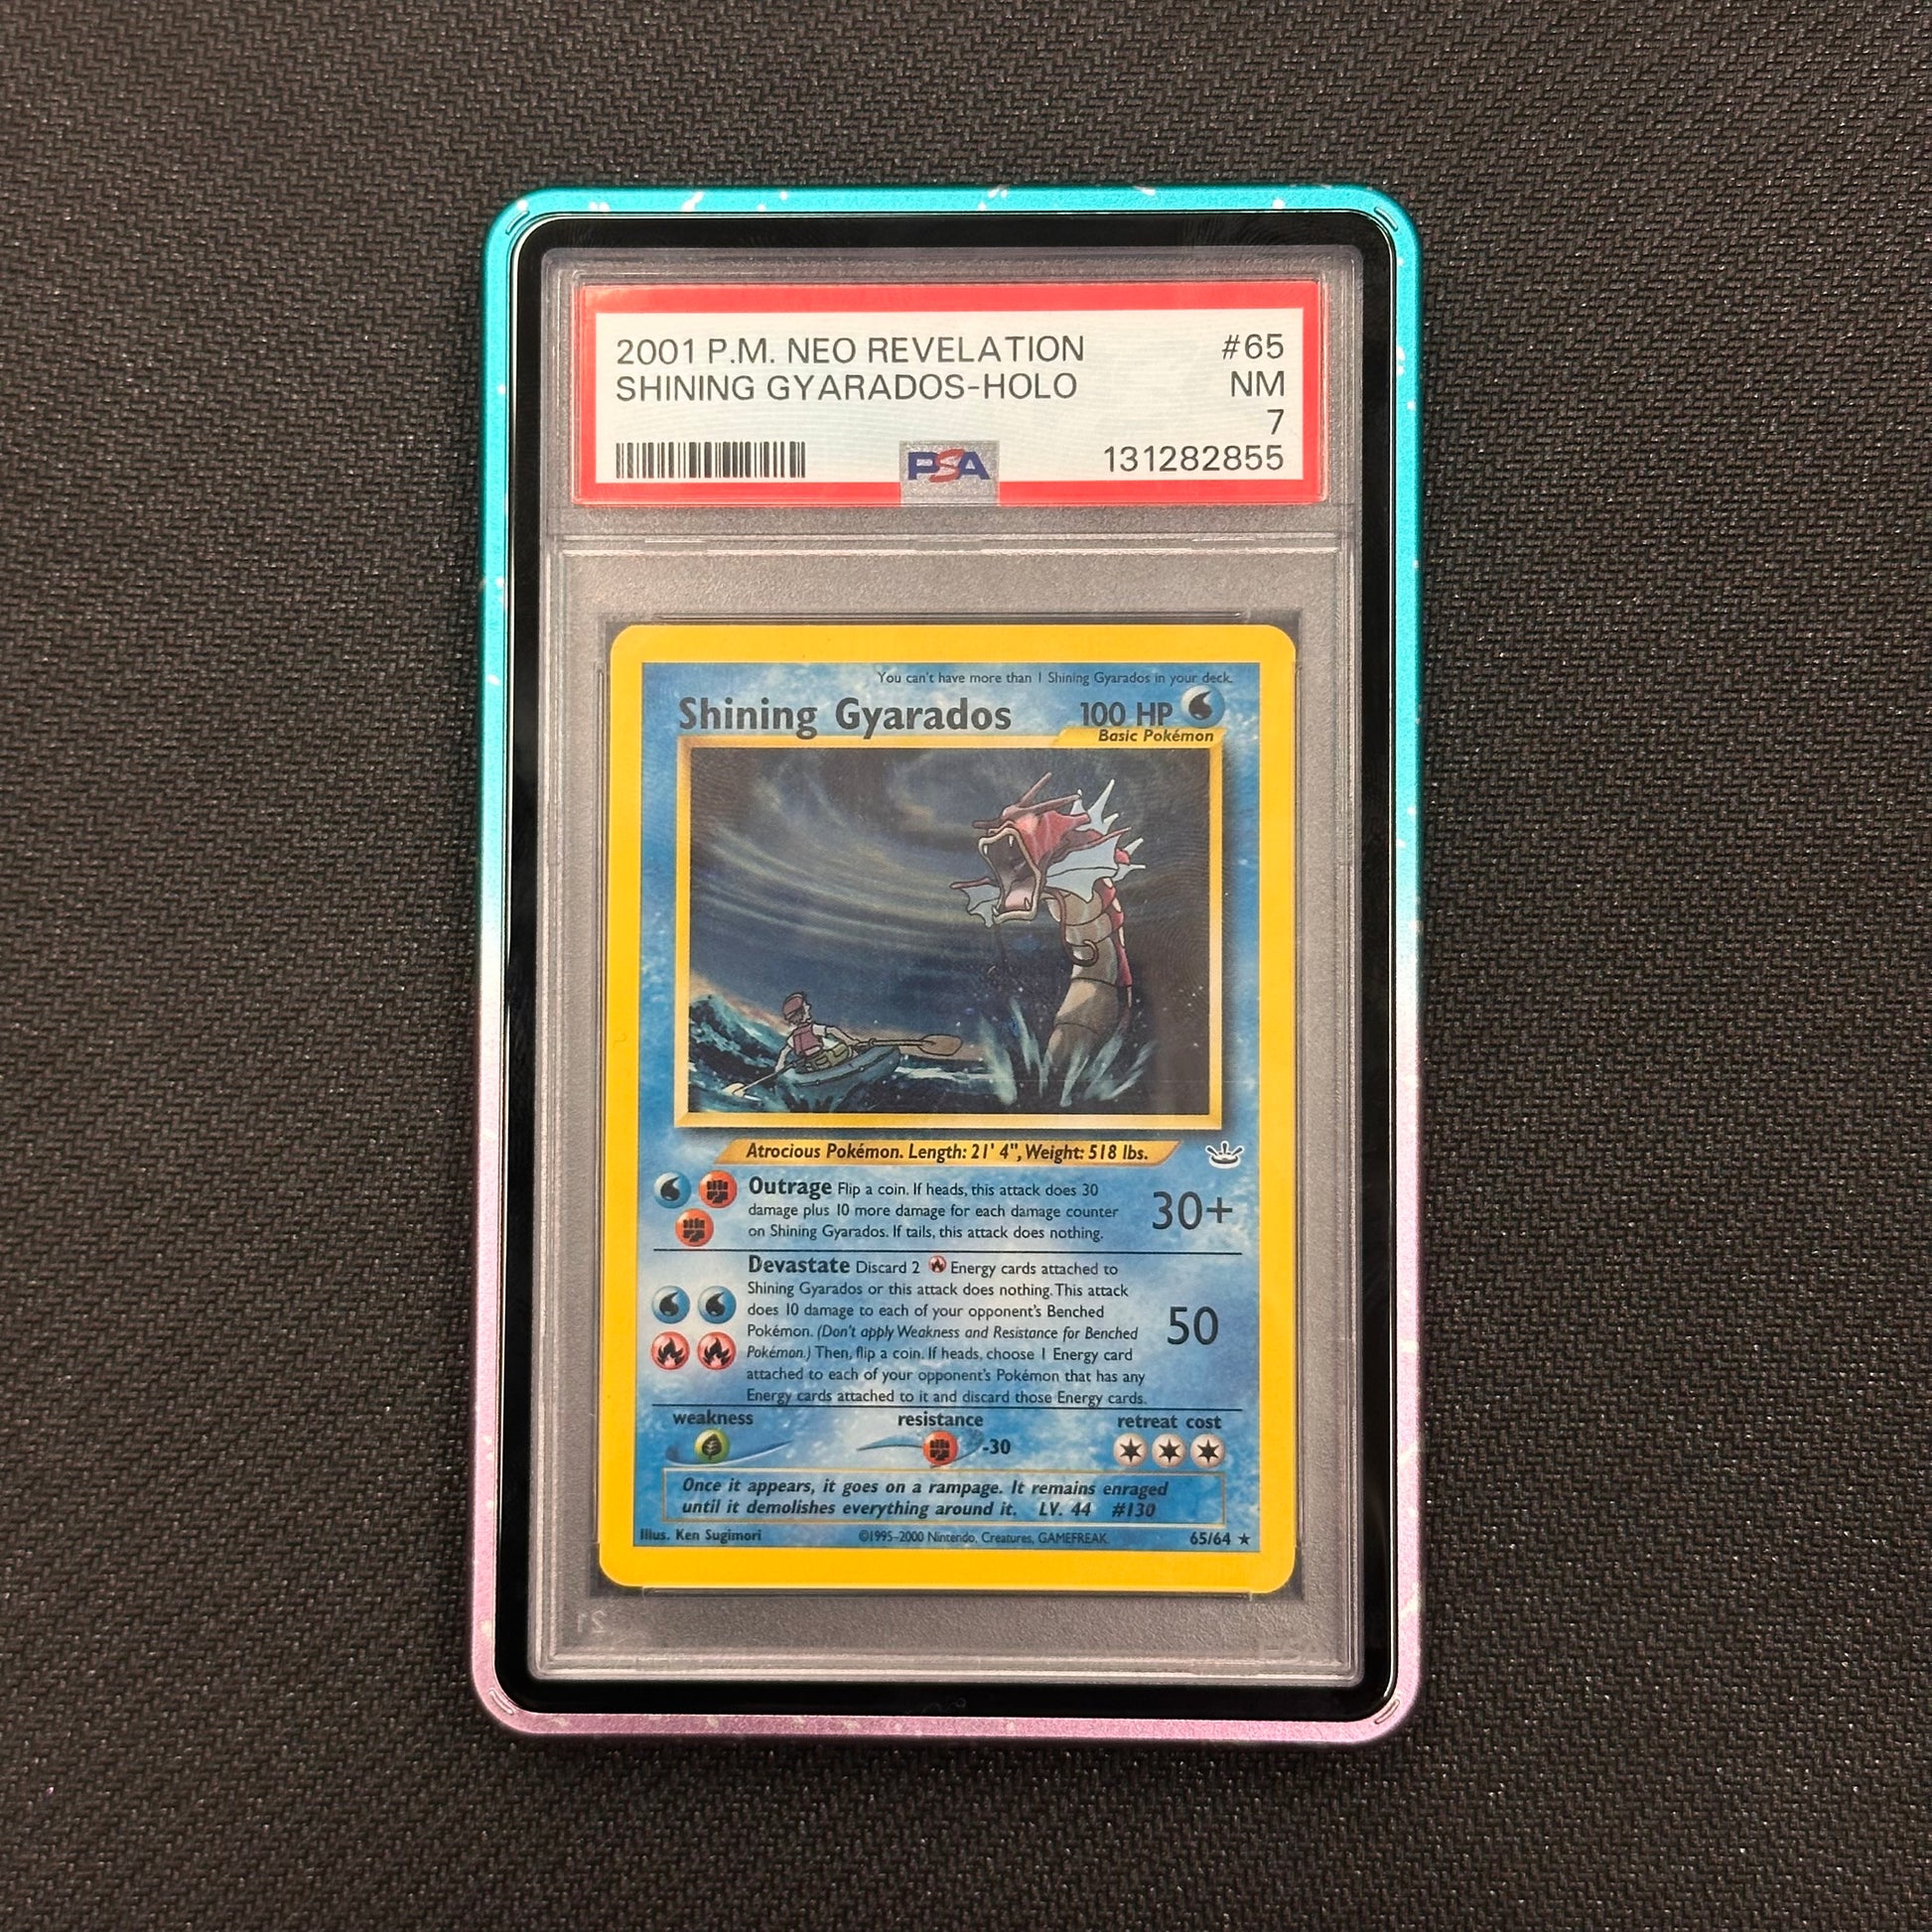 2001 P.M. NEO REVELATION #65
SHINING GYARADOS-HOLO NM
7
PSA 131282855
You can't have more than 1 Shining Gyarados in your deck.
Shining Gyarados 100 HP
Basic Pokémon
Atrocious Pokémon. Length: 21' 4", Weight: 518 lbs.
Outrage Flip a coin. If heads, this attack does 30
damage plus 10 more damage for each damage counter
on Shining Gyarados. If tails, this attack does nothing.
30+
Devastate Discard 2 Energy cards attached to
Shining Gyarados or this attack does nothing. This attack
does 10 damage to each of your opponent's Benched
Pokémon. (Don't apply Weakness and Resistance for Benched
Pokémon.) Then, flip a coin. If heads, choose 1 Energy card
attached to each of your opponent's Pokémon that has any
Energy cards attached to it and discard those Energy cards.
50
weakness resistance retreat cost
-30
Once it appears, it goes on a rampage. It remains enraged
until it demolishes everything around it. LV. 44 #130
Illus. Ken Sugimori ©1995-2000 Nintendo, Creatures, GAMEFREAK. 65/64 ★